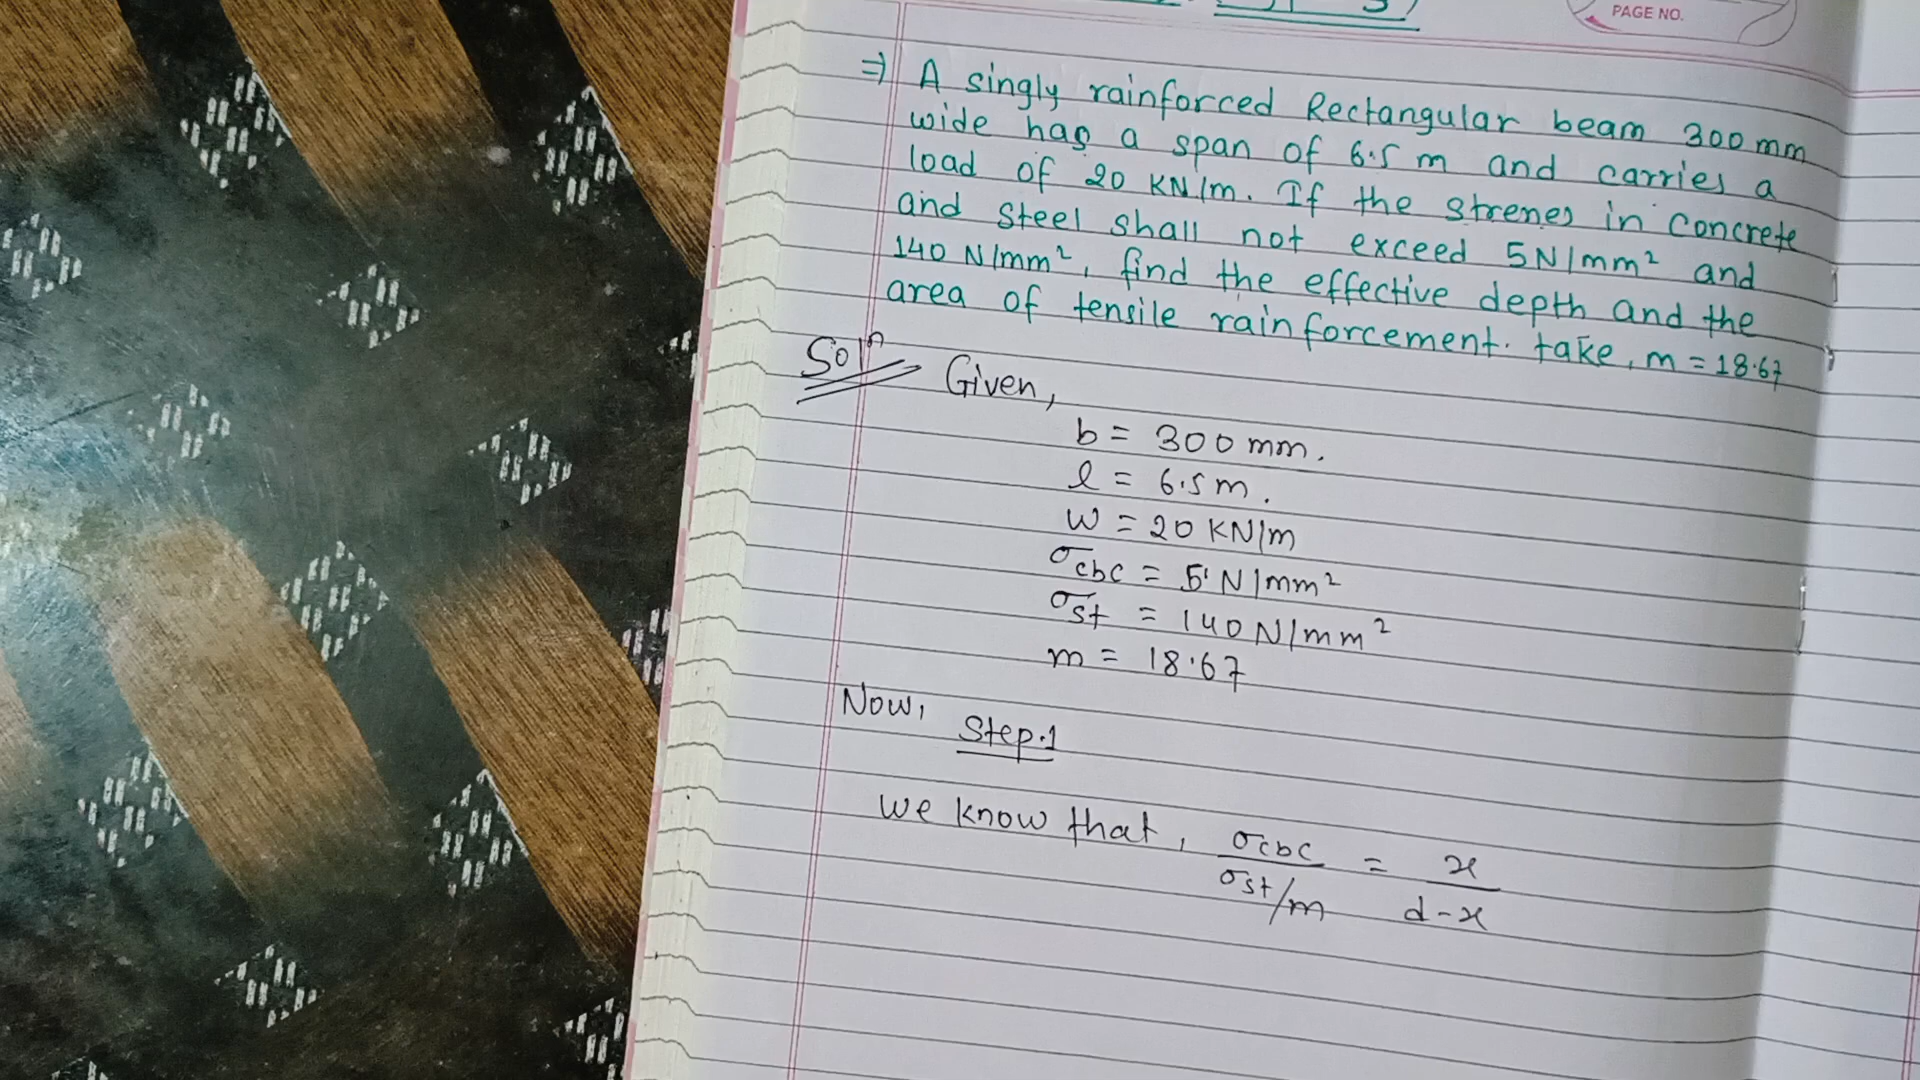 PAGE NO.
⇒ A singly rainforced Rectangular beam 300 mm
wide has a span of 6.5 m and carries a
load of 20 KN/m. If the stresses in concrete
and steel shall not exceed 5N/mm² and
140 N/mm², find the effective depth and the
area of tensile rainforcement. take, m = 18.67
Solⁿ Given,
b = 300 mm.
l = 6.5 m.
w = 20 KN/m
σcbc = 5 N/mm²
σst = 140 N/mm²
m = 18.67
Now,
Step.1
we know that, σcbc / (σst/m) = x / (d-x)